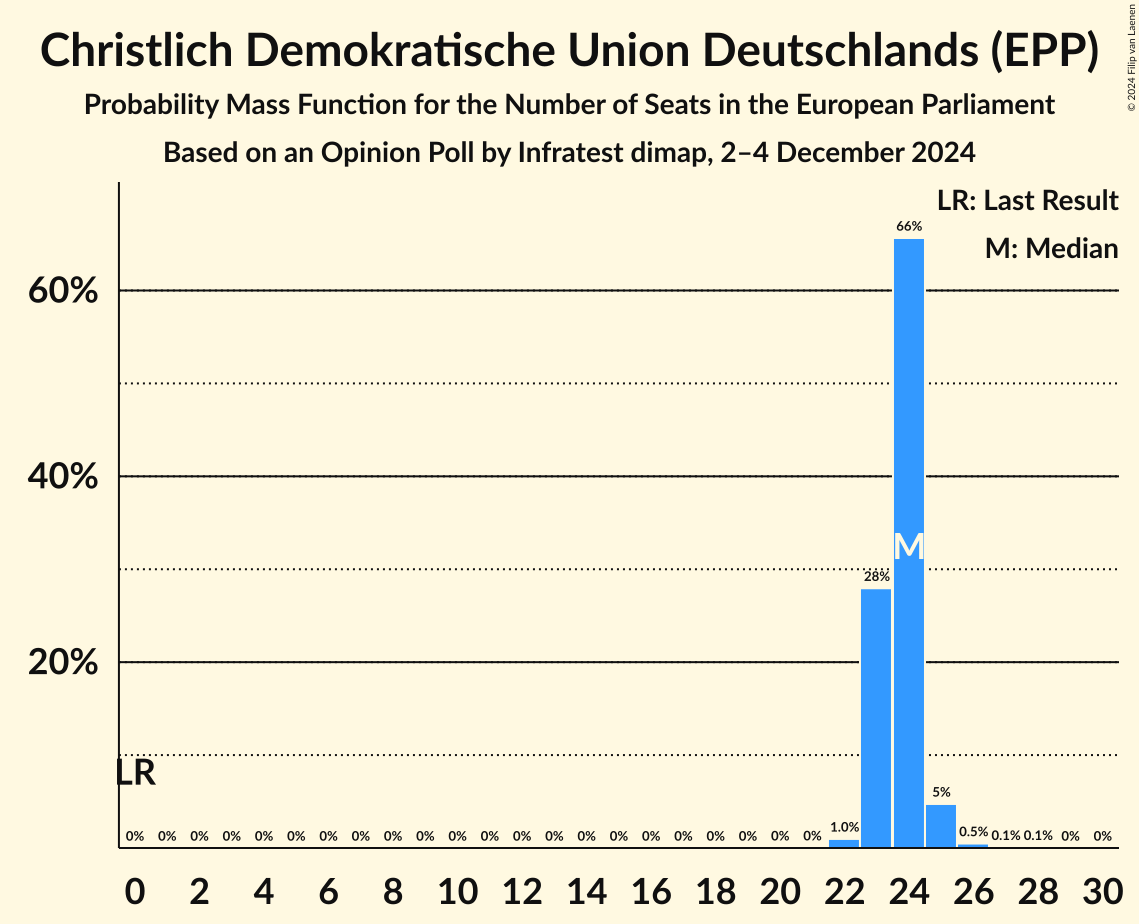 Christlich Demokratische Union Deutschlands (EPP)
Probability Mass Function for the Number of Seats in the European Parliament
Based on an Opinion Poll by Infratest dimap, 2–4 December 2024
© 2024 Filip van Laenen
LR: Last Result
M: Median
66%
60%
40%
M
28%
20%
LR
5%
0% 0% 0% 0% 0% 0% 0% 0% 0% 0% 0% 0% 0% 0% 0% 0% 0% 0% 0% 0% 0% 0% 1.0% 0.5% 0.1% 0.1% 0% 0%
0 2 4 6 8 10 12 14 16 18 20 22 24 26 28 30